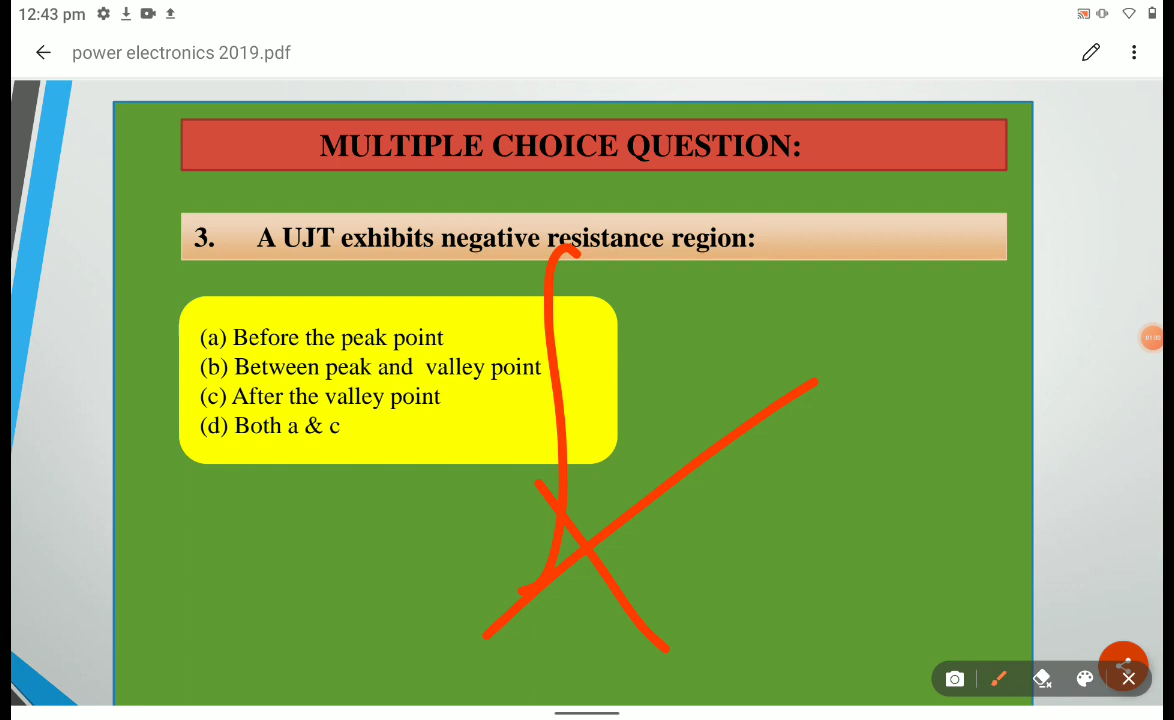 12:43 pm
power electronics 2019.pdf
MULTIPLE CHOICE QUESTION:
3. A UJT exhibits negative resistance region:
(a) Before the peak point
(b) Between peak and valley point
(c) After the valley point
(d) Both a & c